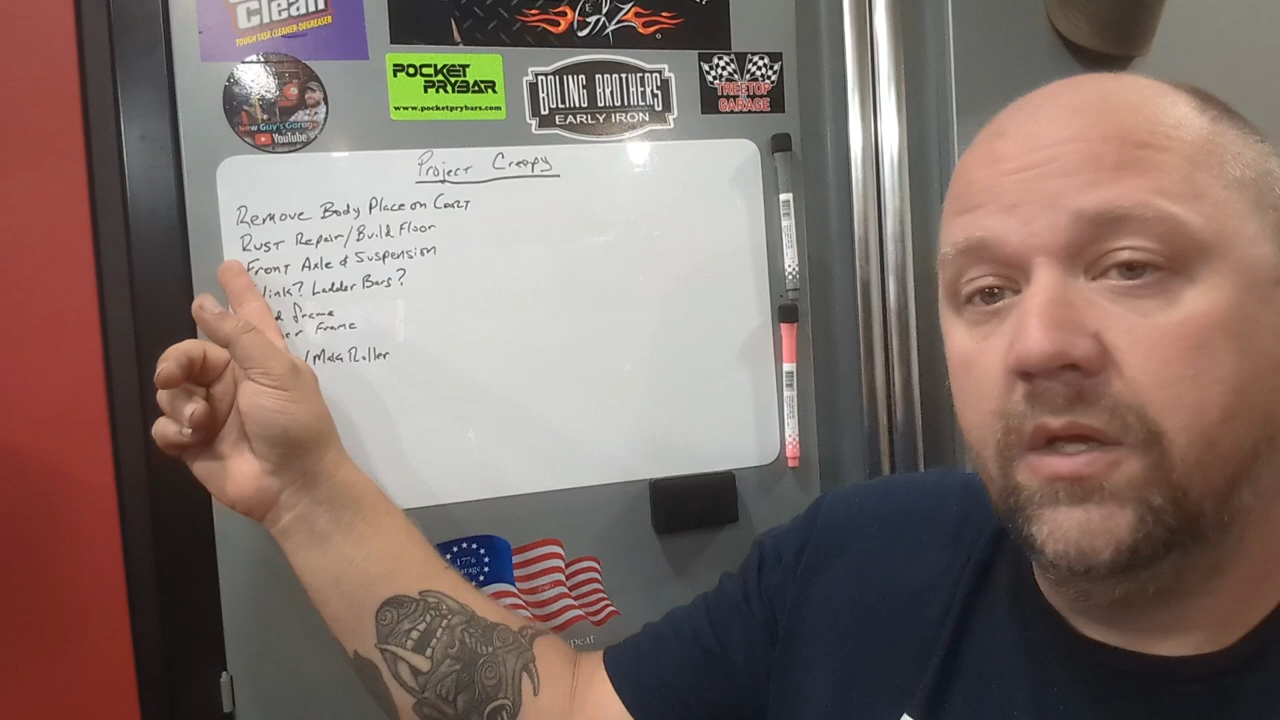 Clean
TOUGH TASK CLEANER-DEGREASER
New Guy's Garage
YouTube
POCKET
PRYBAR
www.pocketprybars.com
BOLING BROTHERS
EARLY IRON
TREETOP
GARAGE
Project Creepy
Remove Body Place on Cart
Rust Repair/Build Floor
Front Axle & Suspension
link? Ladder Bars?
frame
Frame
/Make Roller
1776